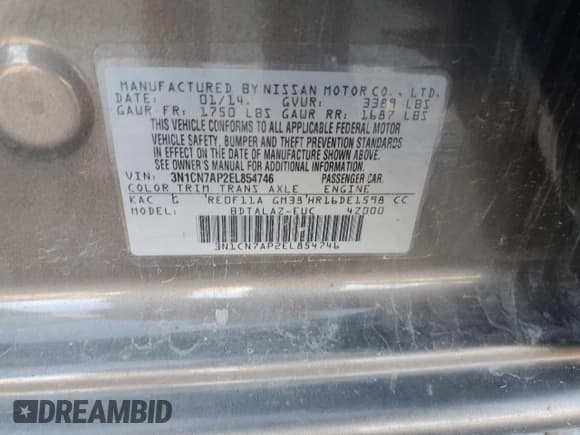 MANUFACTURED BY NISSAN MOTOR CO., LTD.
DATE: 01/14. GVWR: 3389 LBS
GAWR FR: 1750 LBS GAWR RR: 1687 LBS
THIS VEHICLE CONFORMS TO ALL APPLICABLE FEDERAL MOTOR
VEHICLE SAFETY, BUMPER AND THEFT PREVENTION STANDARDS
IN EFFECT ON THE DATE OF MANUFACTURE SHOWN ABOVE.
SEE OWNER'S MANUAL FOR ADDITIONAL INFORMATION
VIN: 3N1CN7AP2EL854746 PASSENGER CAR.
COLOR TRIM TRANS AXLE ENGINE
KAC G RE0F11A GM39 HR16DE1598 CC
MODEL: BDTALAZ-EUC 4Z000
3N1CN7AP2EL854746
DREAMBID